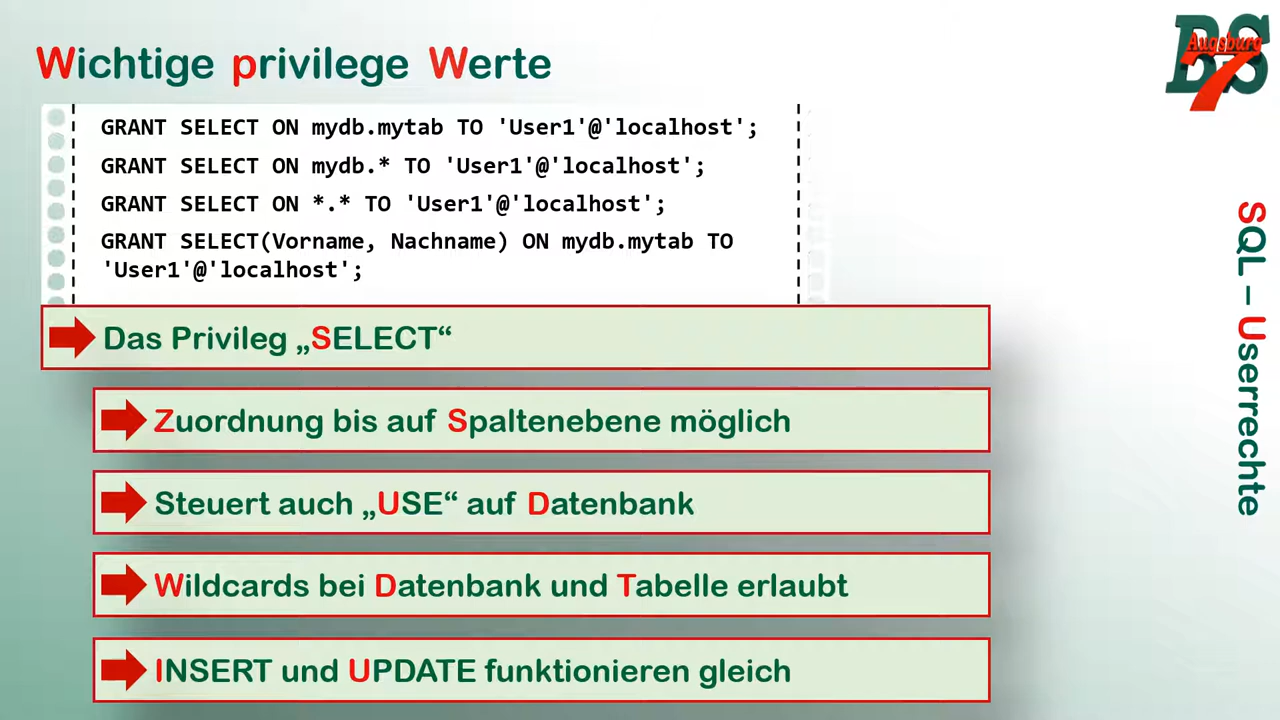 Wichtige privilege Werte
BS
Augsburg
7
GRANT SELECT ON mydb.mytab TO 'User1'@'localhost';
GRANT SELECT ON mydb.* TO 'User1'@'localhost';
GRANT SELECT ON *.* TO 'User1'@'localhost';
GRANT SELECT(Vorname, Nachname) ON mydb.mytab TO
'User1'@'localhost';
Das Privileg „SELECT“
Zuordnung bis auf Spaltenebene möglich
Steuert auch „USE“ auf Datenbank
Wildcards bei Datenbank und Tabelle erlaubt
INSERT und UPDATE funktionieren gleich
SQL – Userrechte